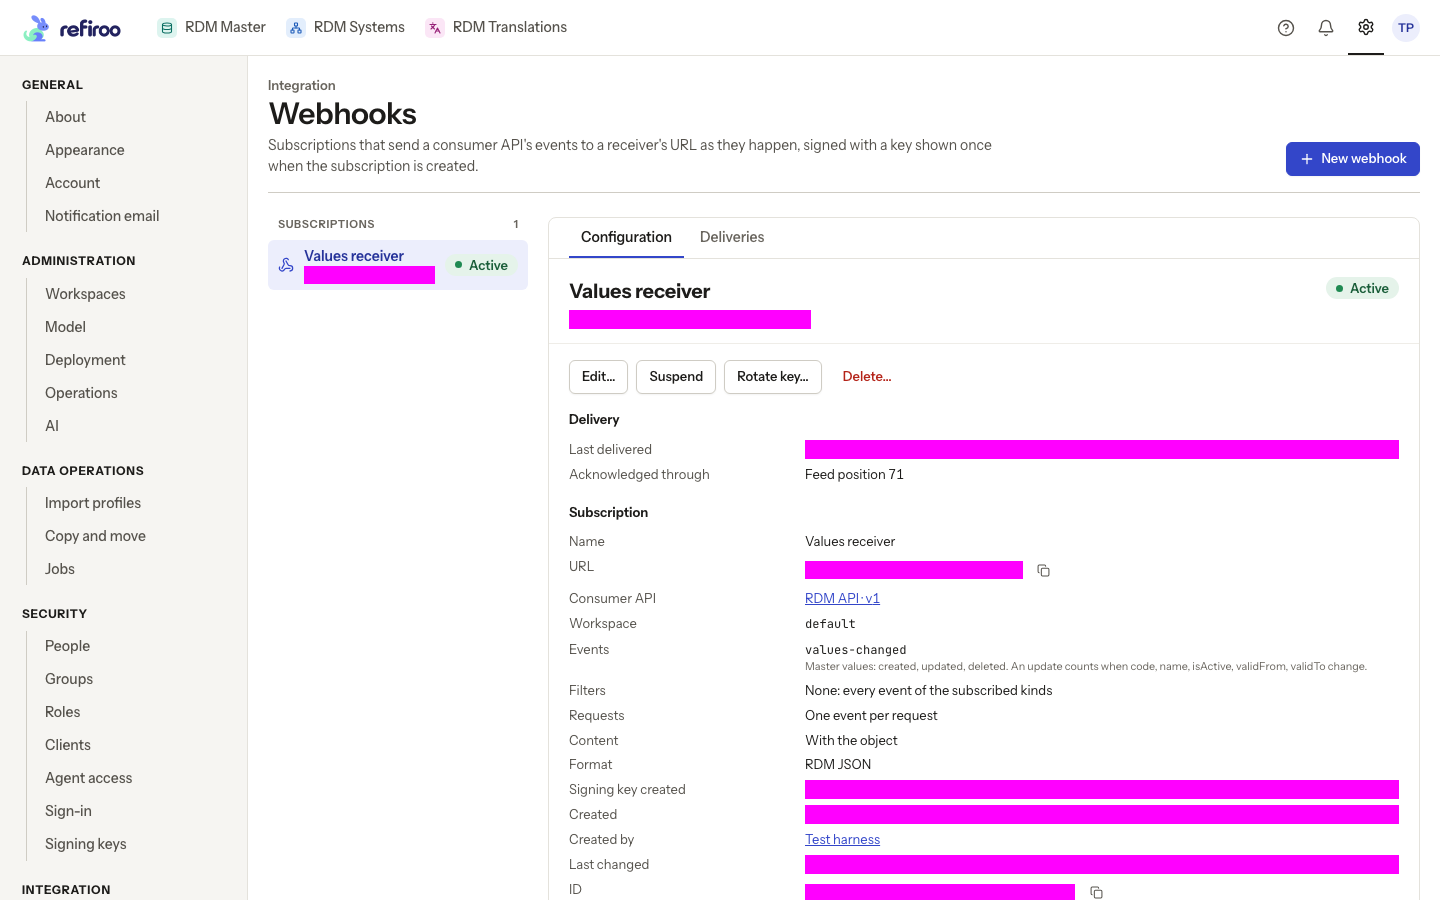 refiroo
RDM Master
RDM Systems
RDM Translations
TP
GENERAL
About
Appearance
Account
Notification email
ADMINISTRATION
Workspaces
Model
Deployment
Operations
AI
DATA OPERATIONS
Import profiles
Copy and move
Jobs
SECURITY
People
Groups
Roles
Clients
Agent access
Sign-in
Signing keys
INTEGRATION
Integration
Webhooks
Subscriptions that send a consumer API's events to a receiver's URL as they happen, signed with a key shown once
when the subscription is created.
New webhook
SUBSCRIPTIONS 1
Values receiver
Active
Configuration
Deliveries
Values receiver
Active
Edit...
Suspend
Rotate key...
Delete...
Delivery
Last delivered
Acknowledged through Feed position 71
Subscription
Name Values receiver
URL
Consumer API RDM API · v1
Workspace default
Events values-changed
Master values: created, updated, deleted. An update counts when code, name, isActive, validFrom, validTo change.
Filters None: every event of the subscribed kinds
Requests One event per request
Content With the object
Format RDM JSON
Signing key created
Created
Created by Test harness
Last changed
ID